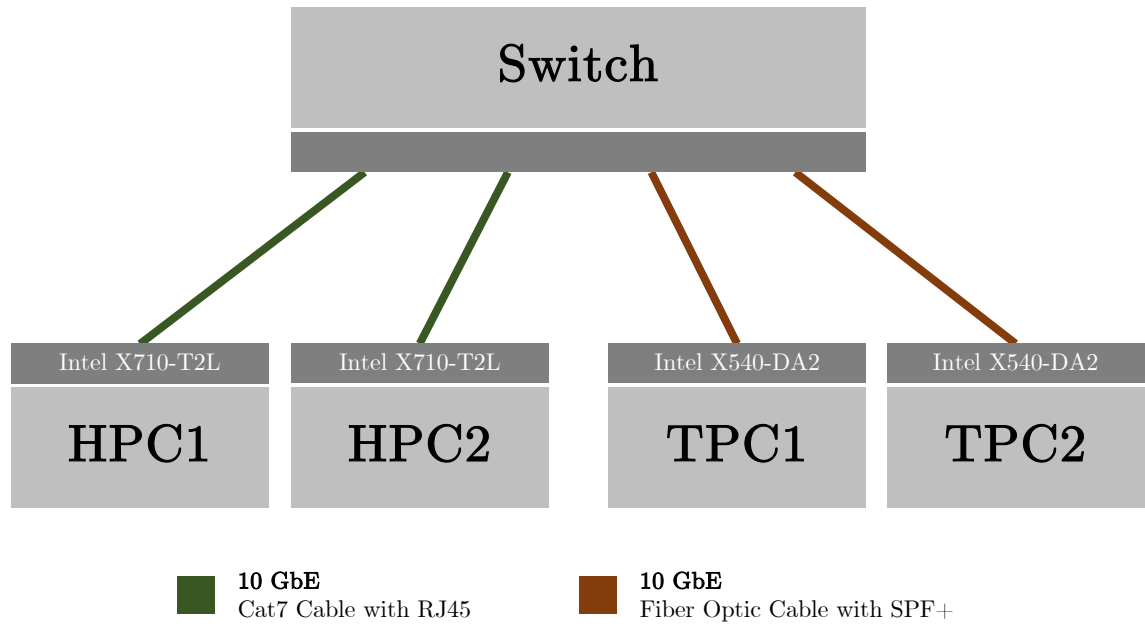 Switch
Intel X710-T2L
Intel X710-T2L
Intel X540-DA2
Intel X540-DA2
HPC1
HPC2
TPC1
TPC2
10 GbE
Cat7 Cable with RJ45
10 GbE
Fiber Optic Cable with SPF+